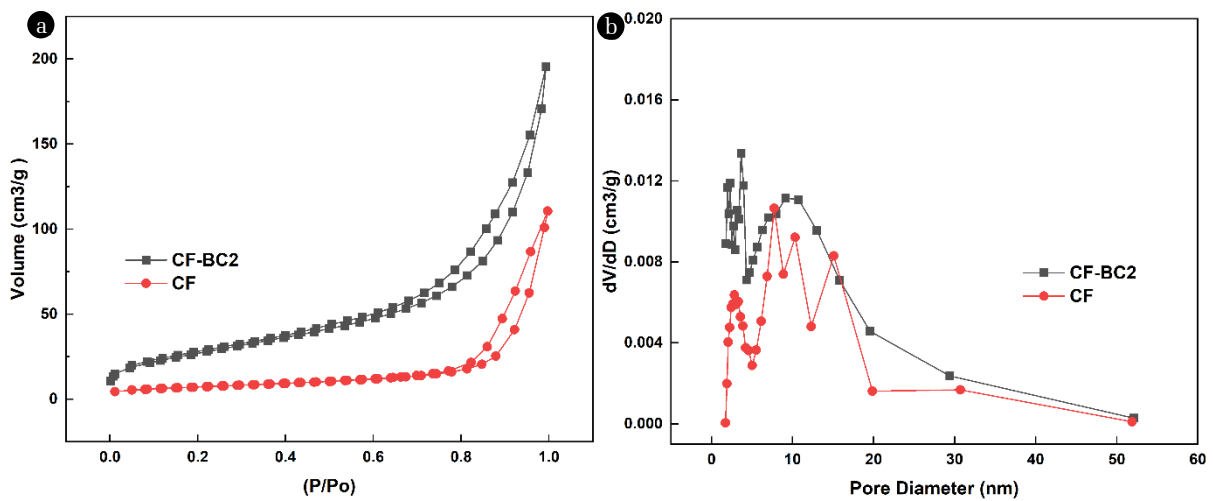 a
200
150
100
50
0
Volume (cm3/g )
CF-BC2
CF
0.0 0.2 0.4 0.6 0.8 1.0
(P/Po)
b
0.020
0.016
0.012
0.008
0.004
0.000
dV/dD (cm3/g)
CF-BC2
CF
0 10 20 30 40 50 60
Pore Diameter (nm)